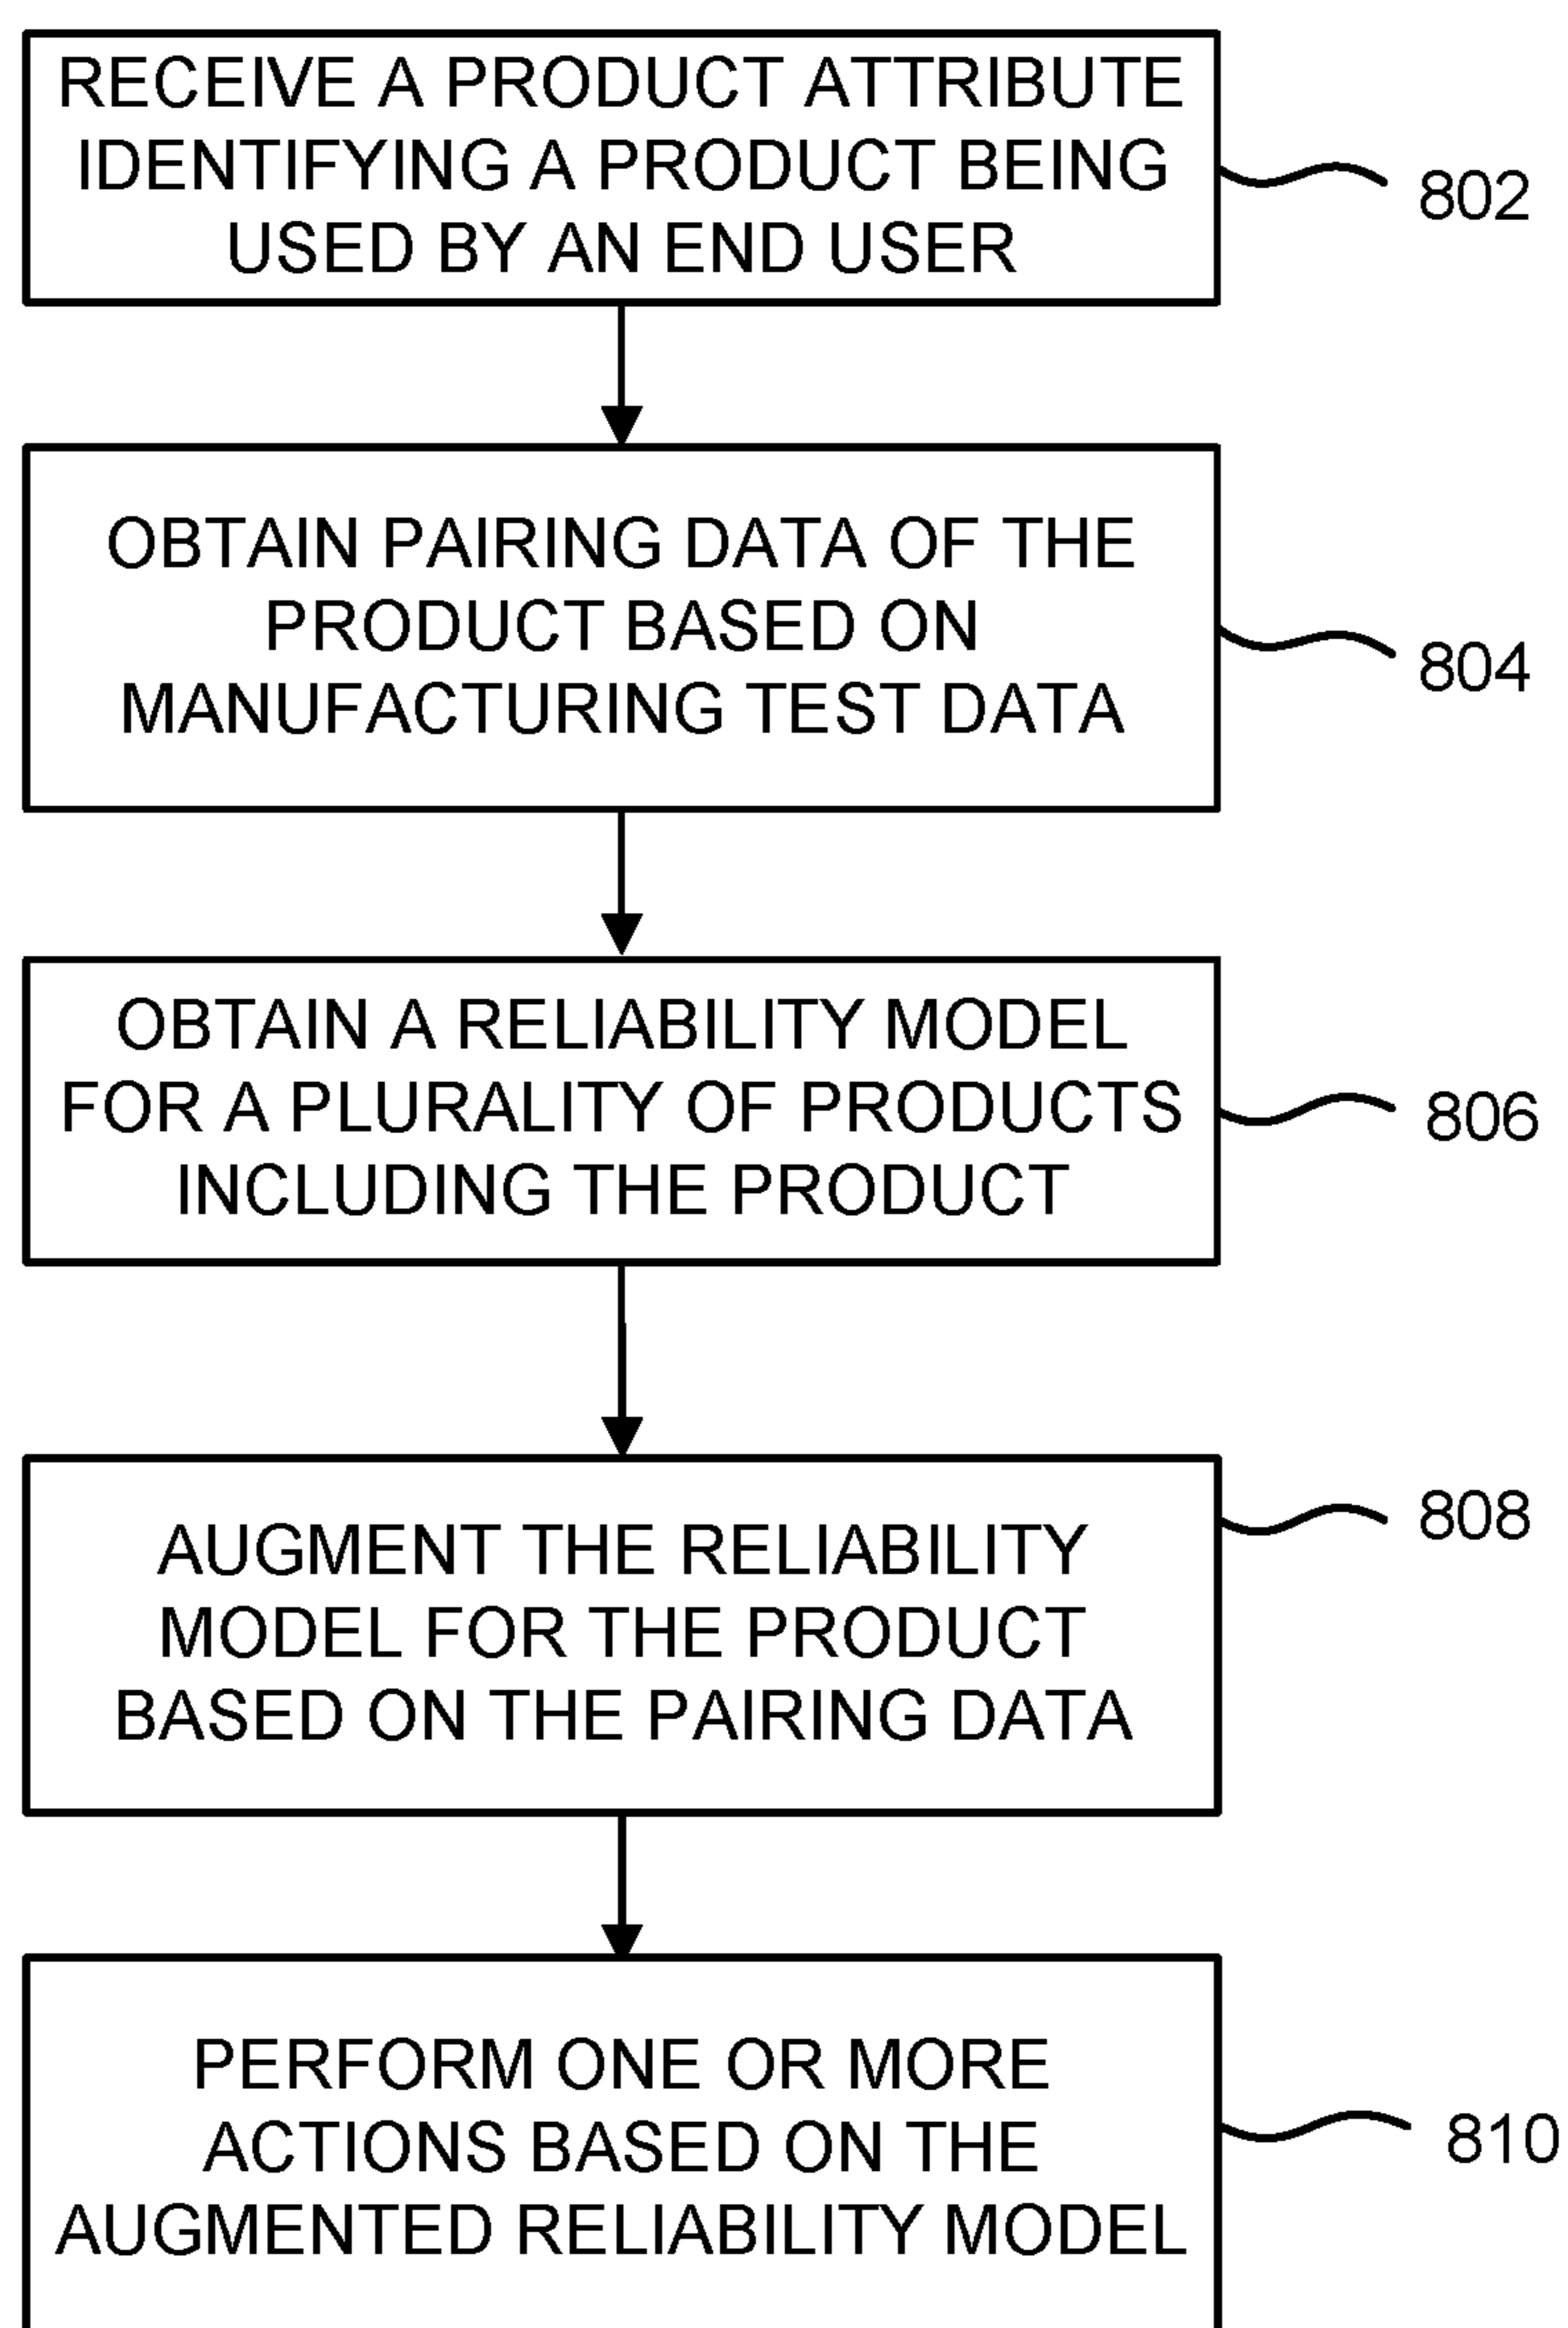 RECEIVE A PRODUCT ATTRIBUTE
IDENTIFYING A PRODUCT BEING
USED BY AN END USER
802
OBTAIN PAIRING DATA OF THE
PRODUCT BASED ON
MANUFACTURING TEST DATA
804
OBTAIN A RELIABILITY MODEL
FOR A PLURALITY OF PRODUCTS
INCLUDING THE PRODUCT
806
AUGMENT THE RELIABILITY
MODEL FOR THE PRODUCT
BASED ON THE PAIRING DATA
808
PERFORM ONE OR MORE
ACTIONS BASED ON THE
AUGMENTED RELIABILITY MODEL
810